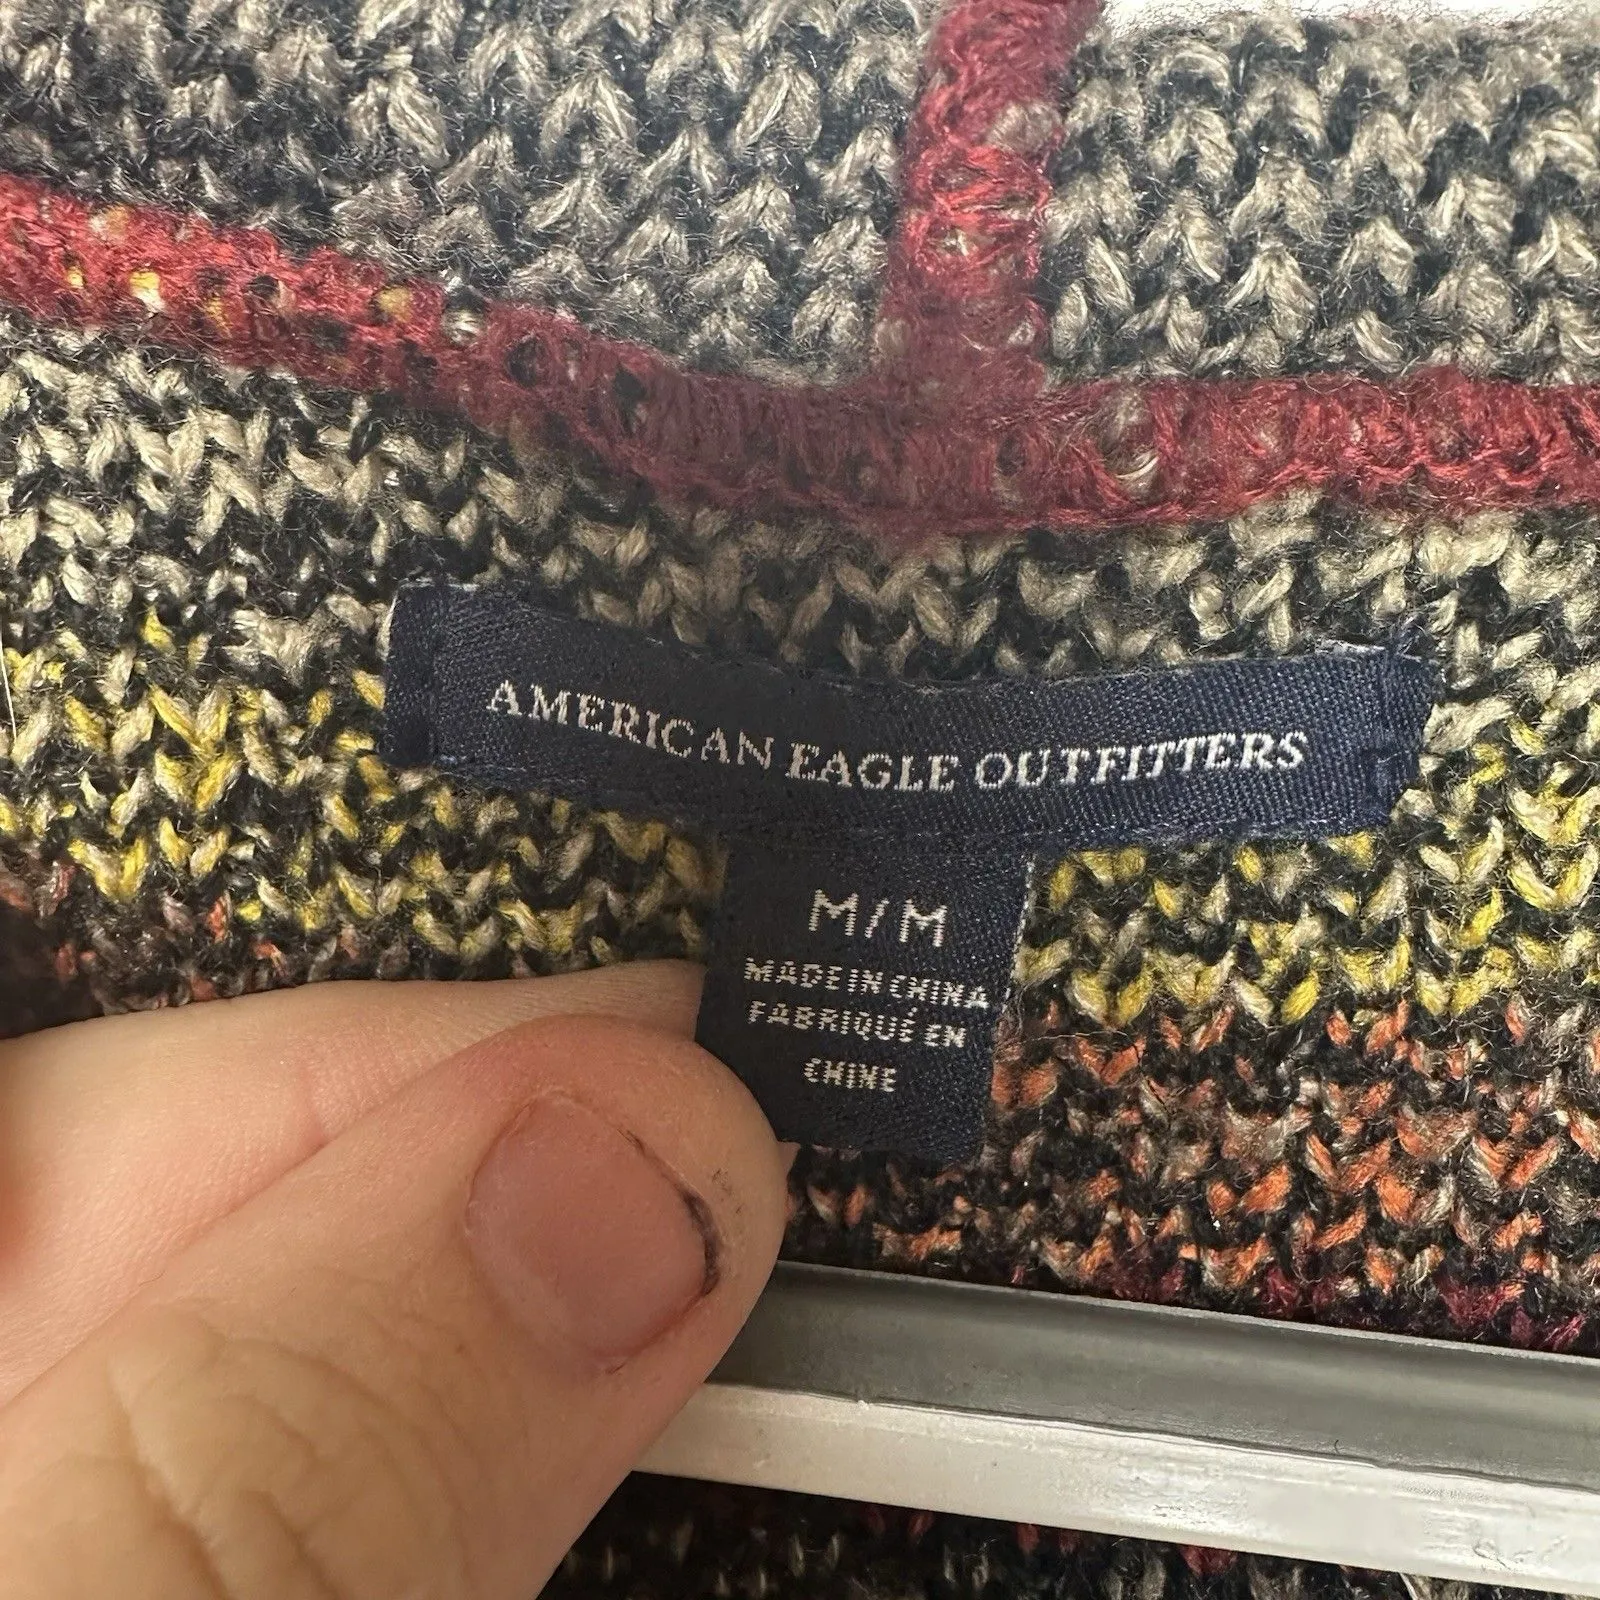 AMERICAN EAGLE OUTFITTERS
M/M
MADE IN CHINA
FABRIQUÉ EN
CHINE